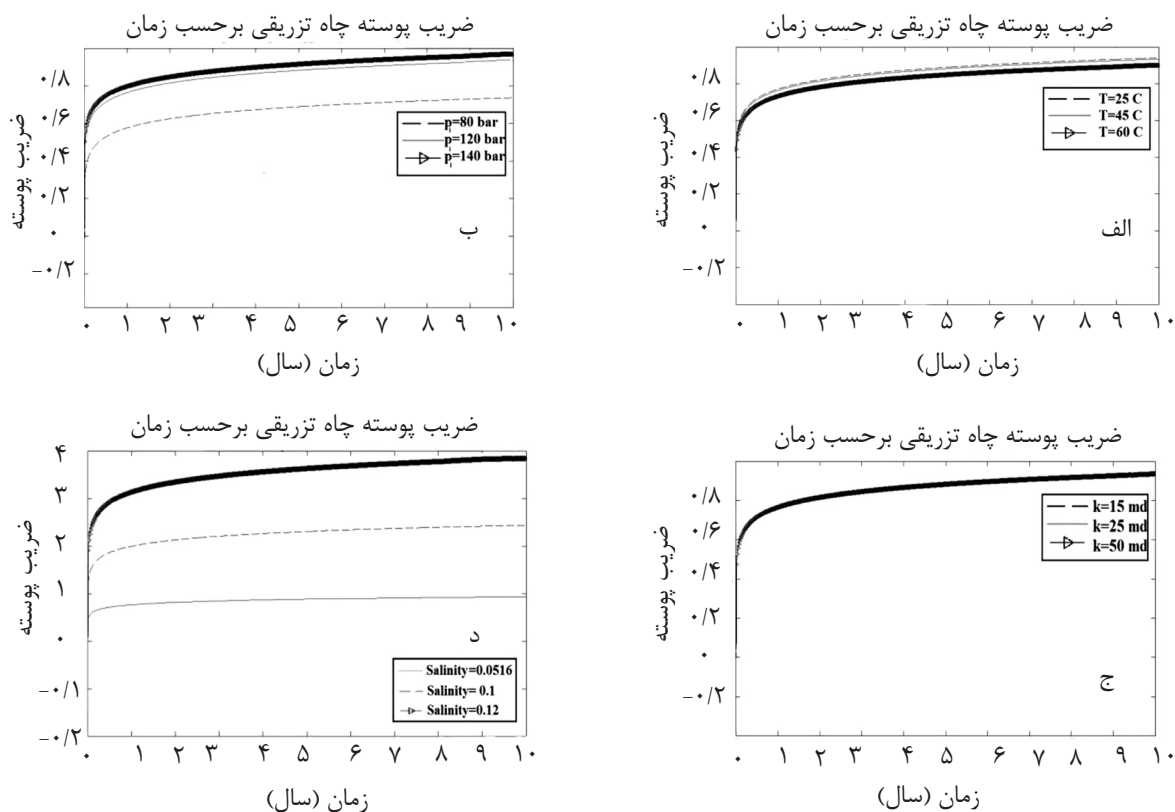 ضریب پوسته چاه تزریقی برحسب زمان
ضریب پوسته
۰/۸
۰/۶
۰/۴
۰/۲
۰
-۰/۲
T=25 C
T=45 C
T=60 C
الف
۰ ۱ ۲ ۳ ۴ ۵ ۶ ۷ ۸ ۹ ۱۰
زمان (سال)
ضریب پوسته چاه تزریقی برحسب زمان
ضریب پوسته
۰/۸
۰/۶
۰/۴
۰/۲
۰
-۰/۲
p=80 bar
p=120 bar
p=140 bar
ب
۰ ۱ ۲ ۳ ۴ ۵ ۶ ۷ ۸ ۹ ۱۰
زمان (سال)
ضریب پوسته چاه تزریقی برحسب زمان
ضریب پوسته
۰/۸
۰/۶
۰/۴
۰/۲
۰
-۰/۲
k=15 md
k=25 md
k=50 md
ج
۰ ۱ ۲ ۳ ۴ ۵ ۶ ۷ ۸ ۹ ۱۰
زمان (سال)
ضریب پوسته چاه تزریقی برحسب زمان
ضریب پوسته
۴
۳
۲
۱
۰
-۰/۱
-۰/۲
د
Salinity=0.0516
Salinity= 0.1
Salinity=0.12
۰ ۱ ۲ ۳ ۴ ۵ ۶ ۷ ۸ ۹ ۱۰
زمان (سال)